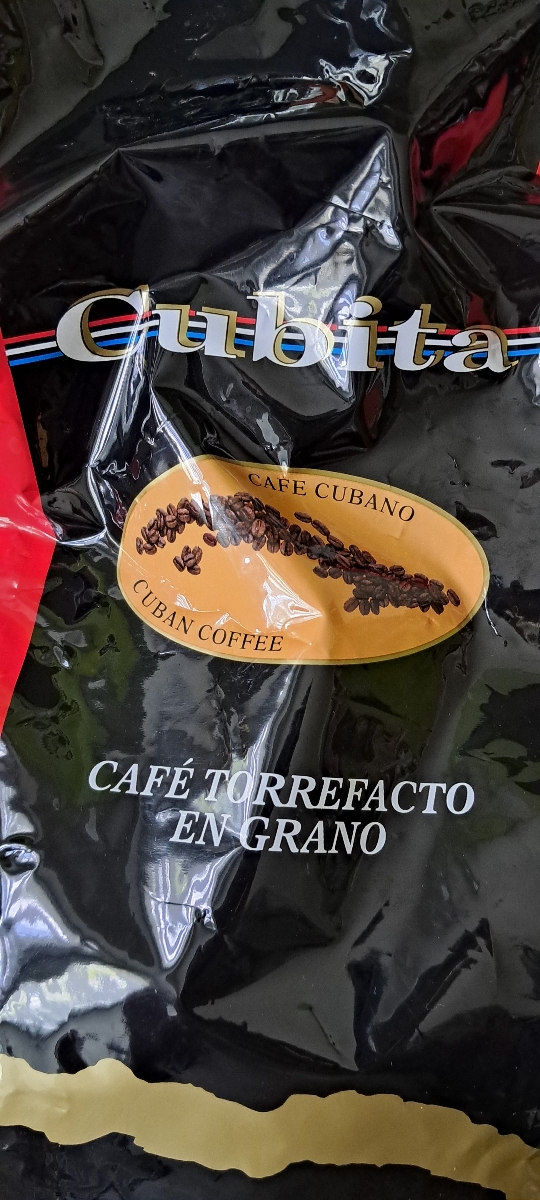 Cubita
CAFE CUBANO
CUBAN COFFEE
CAFÉ TORREFACTO
EN GRANO